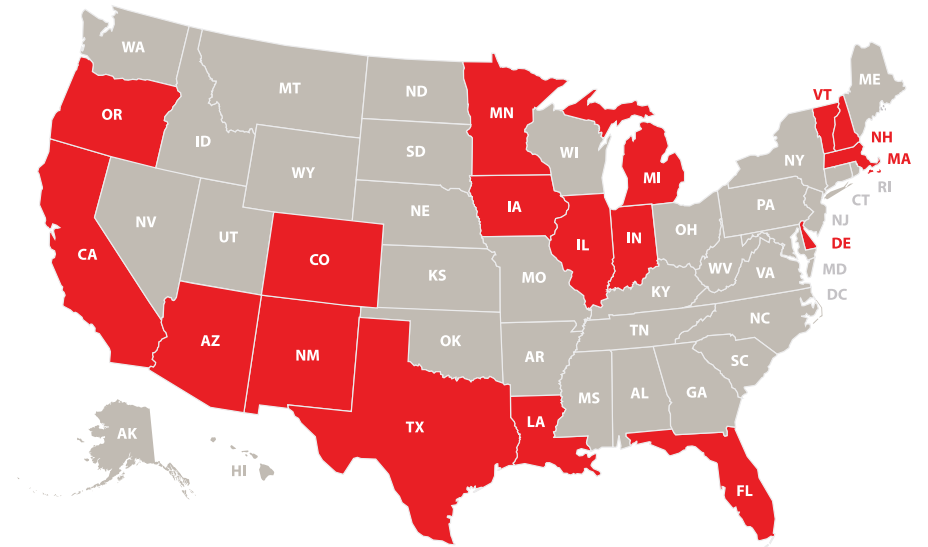 WA
MT
ND
MN
ME
VT
OR
ID
SD
WI
NH
WY
MI
NY
MA
RI
CT
NE
IA
PA
NV
UT
CO
IL
IN
OH
NJ
DE
CA
KS
MO
WV
VA
MD
KY
DC
AZ
NM
OK
AR
TN
NC
SC
MS
AL
GA
TX
LA
AK
HI
FL